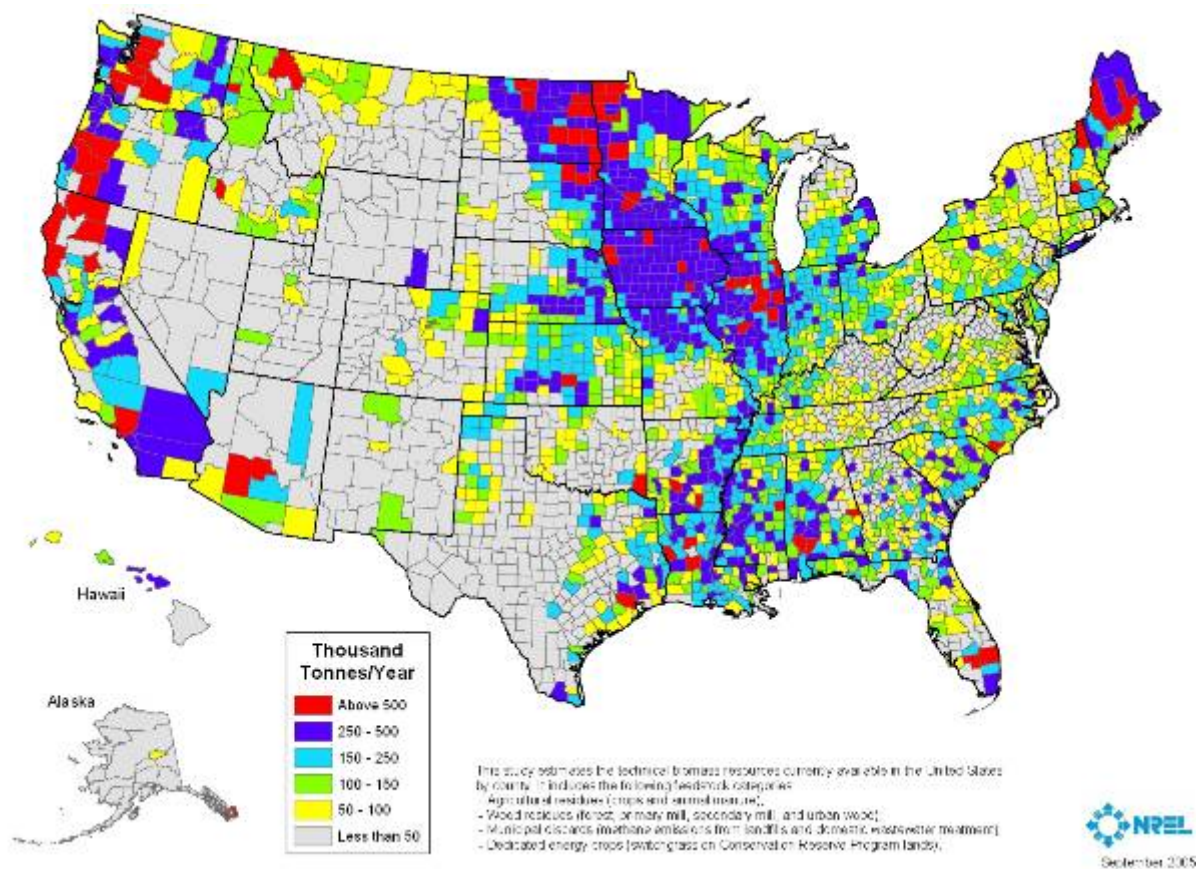 Hawaii
Alaska
Thousand
Tonnes/Year
Above 500
250 - 500
150 - 250
100 - 150
50 - 100
Less than 50
This study estimates the technical biomass resources currently available in the United States
by county. It includes the following feedstock categories
- Agricultural residues (crops and animal manure);
- Wood residues (forest, primary mill, secondary mill, and urban wood);
- Municipal discards (methane emissions from landfills and domestic wastewater treatment);
- Dedicated energy crops (switchgrass on Conservation Reserve Program lands).
NREL
September 2005